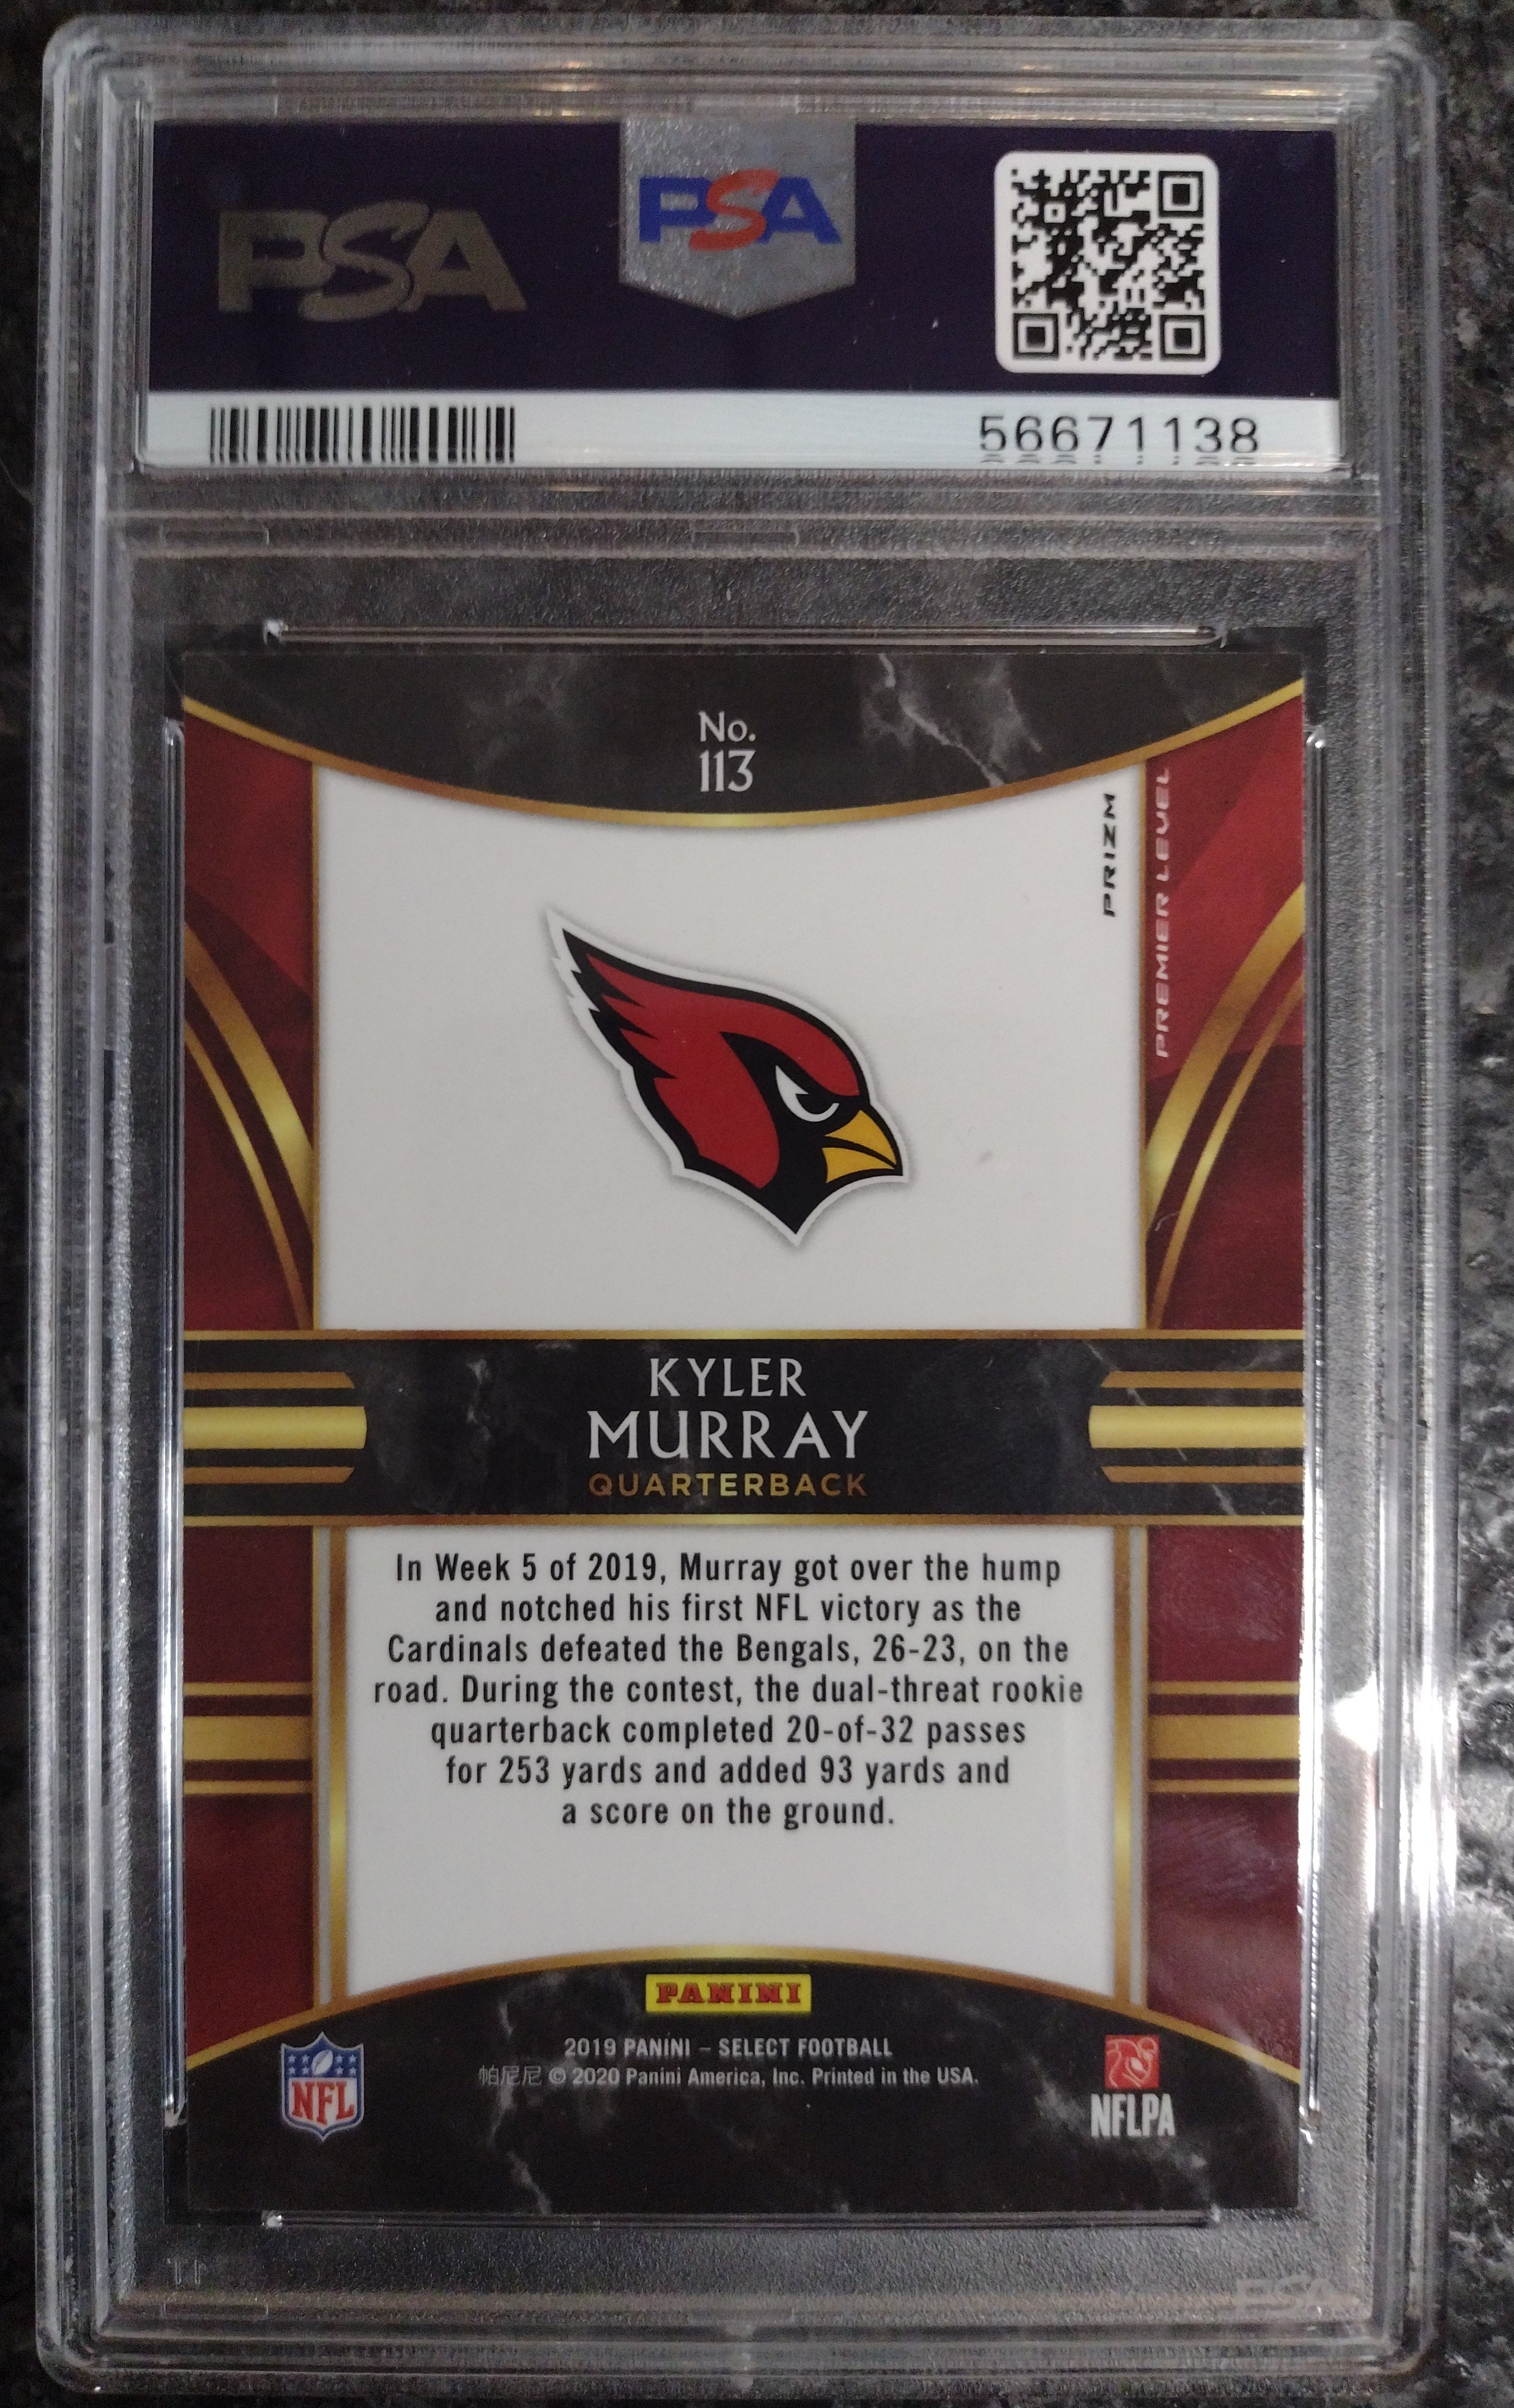 PSA
PSA
56671138
No.
113
PRIZM
PREMIER LEVEL
KYLER
MURRAY
QUARTERBACK
In Week 5 of 2019, Murray got over the hump
and notched his first NFL victory as the
Cardinals defeated the Bengals, 26-23, on the
road. During the contest, the dual-threat rookie
quarterback completed 20-of-32 passes
for 253 yards and added 93 yards and
a score on the ground.
PANINI
2019 PANINI – SELECT FOOTBALL
帕尼尼 © 2020 Panini America, Inc. Printed in the USA.
NFL
NFLPA
PSA